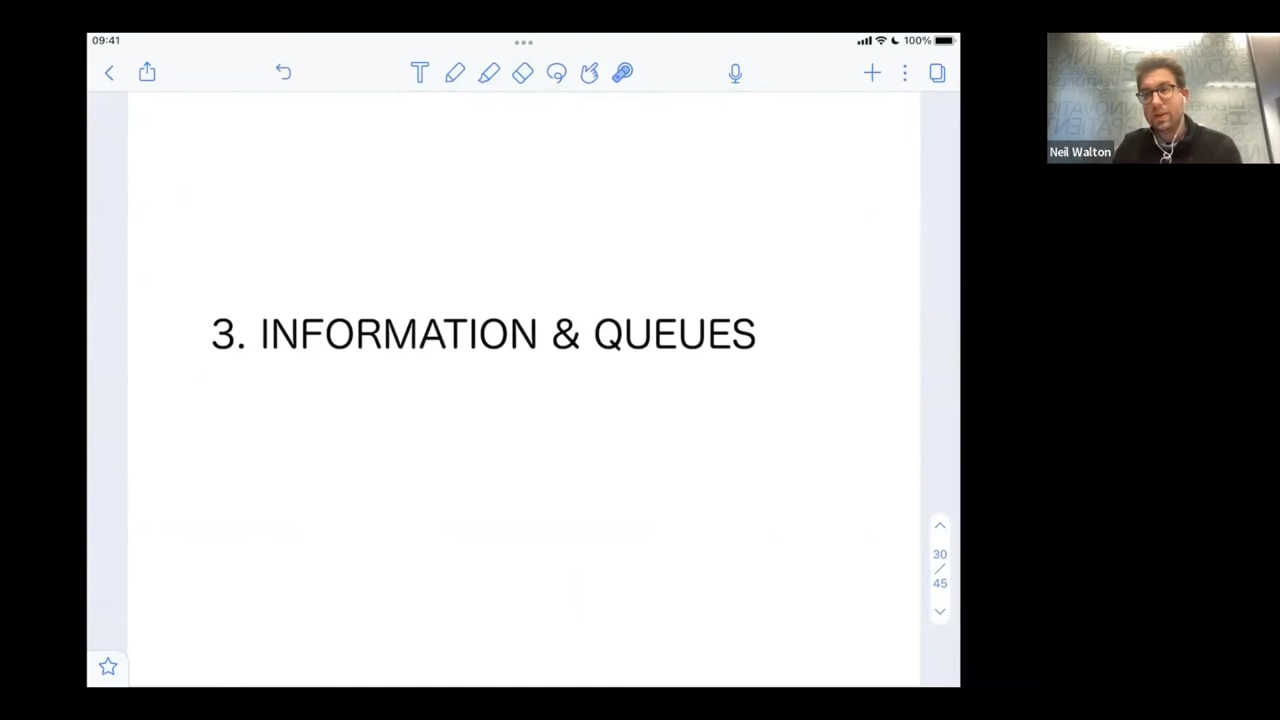 09:41
100%
3. INFORMATION & QUEUES
30
/
45
Neil Walton